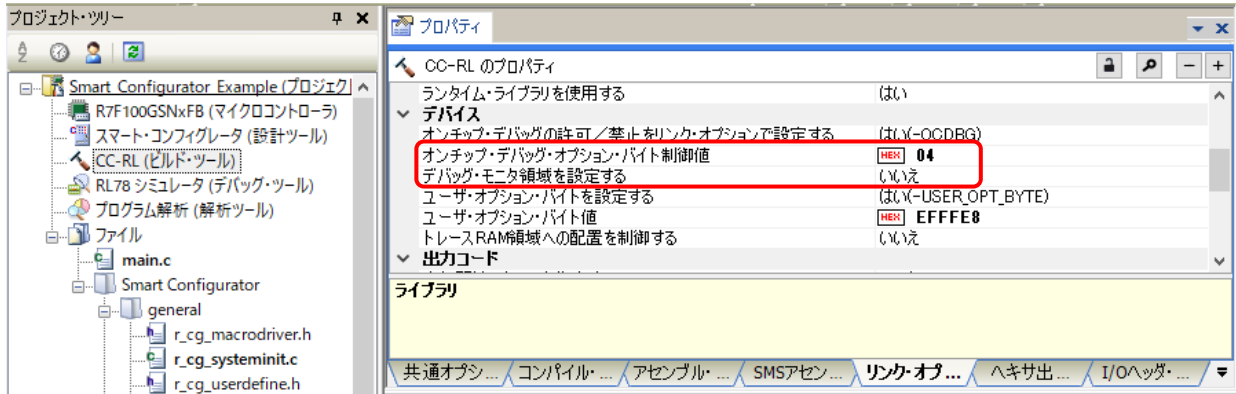 プロジェクト・ツリー
Smart Configurator Example (プロジェク
R7F100GSNxFB (マイクロコントローラ)
スマート・コンフィグレータ (設計ツール)
CC-RL (ビルド・ツール)
RL78 シミュレータ (デバッグ・ツール)
プログラム解析 (解析ツール)
ファイル
main.c
Smart Configurator
general
r_cg_macrodriver.h
r_cg_systeminit.c
r_cg_userdefine.h
プロパティ
CC-RL のプロパティ
ランタイム・ライブラリを使用する はい
デバイス
オンチップ・デバッグの許可／禁止をリンク・オプションで設定する はい(-OCDBG)
オンチップ・デバッグ・オプション・バイト制御値 HEX 04
デバッグ・モニタ領域を設定する いいえ
ユーザ・オプション・バイトを設定する はい(-USER_OPT_BYTE)
ユーザ・オプション・バイト値 HEX EFFFE8
トレースRAM領域への配置を制御する いいえ
出力コード
ライブラリ
共通オプシ... コンパイル・... アセンブル・... SMSアセン... リンク・オプ... ヘキサ出... I/Oヘッダ・...